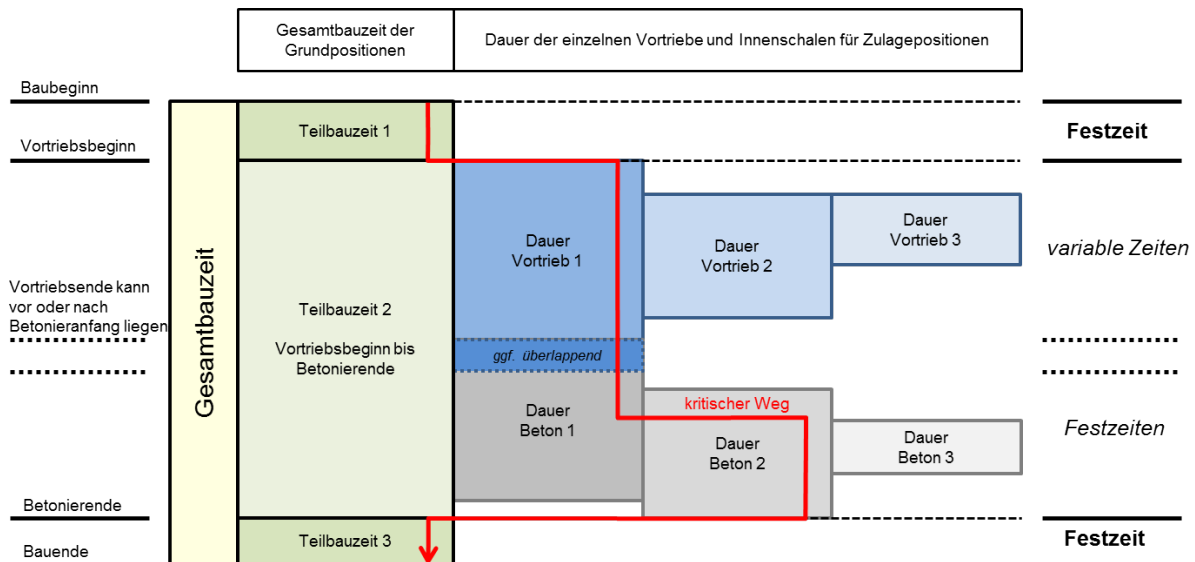 Gesamtbauzeit der
Grundpositionen
Dauer der einzelnen Vortriebe und Innenschalen für Zulagepositionen
Baubeginn
Teilbauzeit 1
Festzeit
Vortriebsbeginn
Gesamtbauzeit
Dauer
Vortrieb 1
Dauer
Vortrieb 2
Dauer
Vortrieb 3
variable Zeiten
Vortriebsende kann
vor oder nach
Betonieranfang liegen
Teilbauzeit 2
Vortriebsbeginn bis
Betonierende
ggf. überlappend
kritischer Weg
Dauer
Beton 1
Dauer
Beton 2
Dauer
Beton 3
Festzeiten
Betonierende
Teilbauzeit 3
Festzeit
Bauende